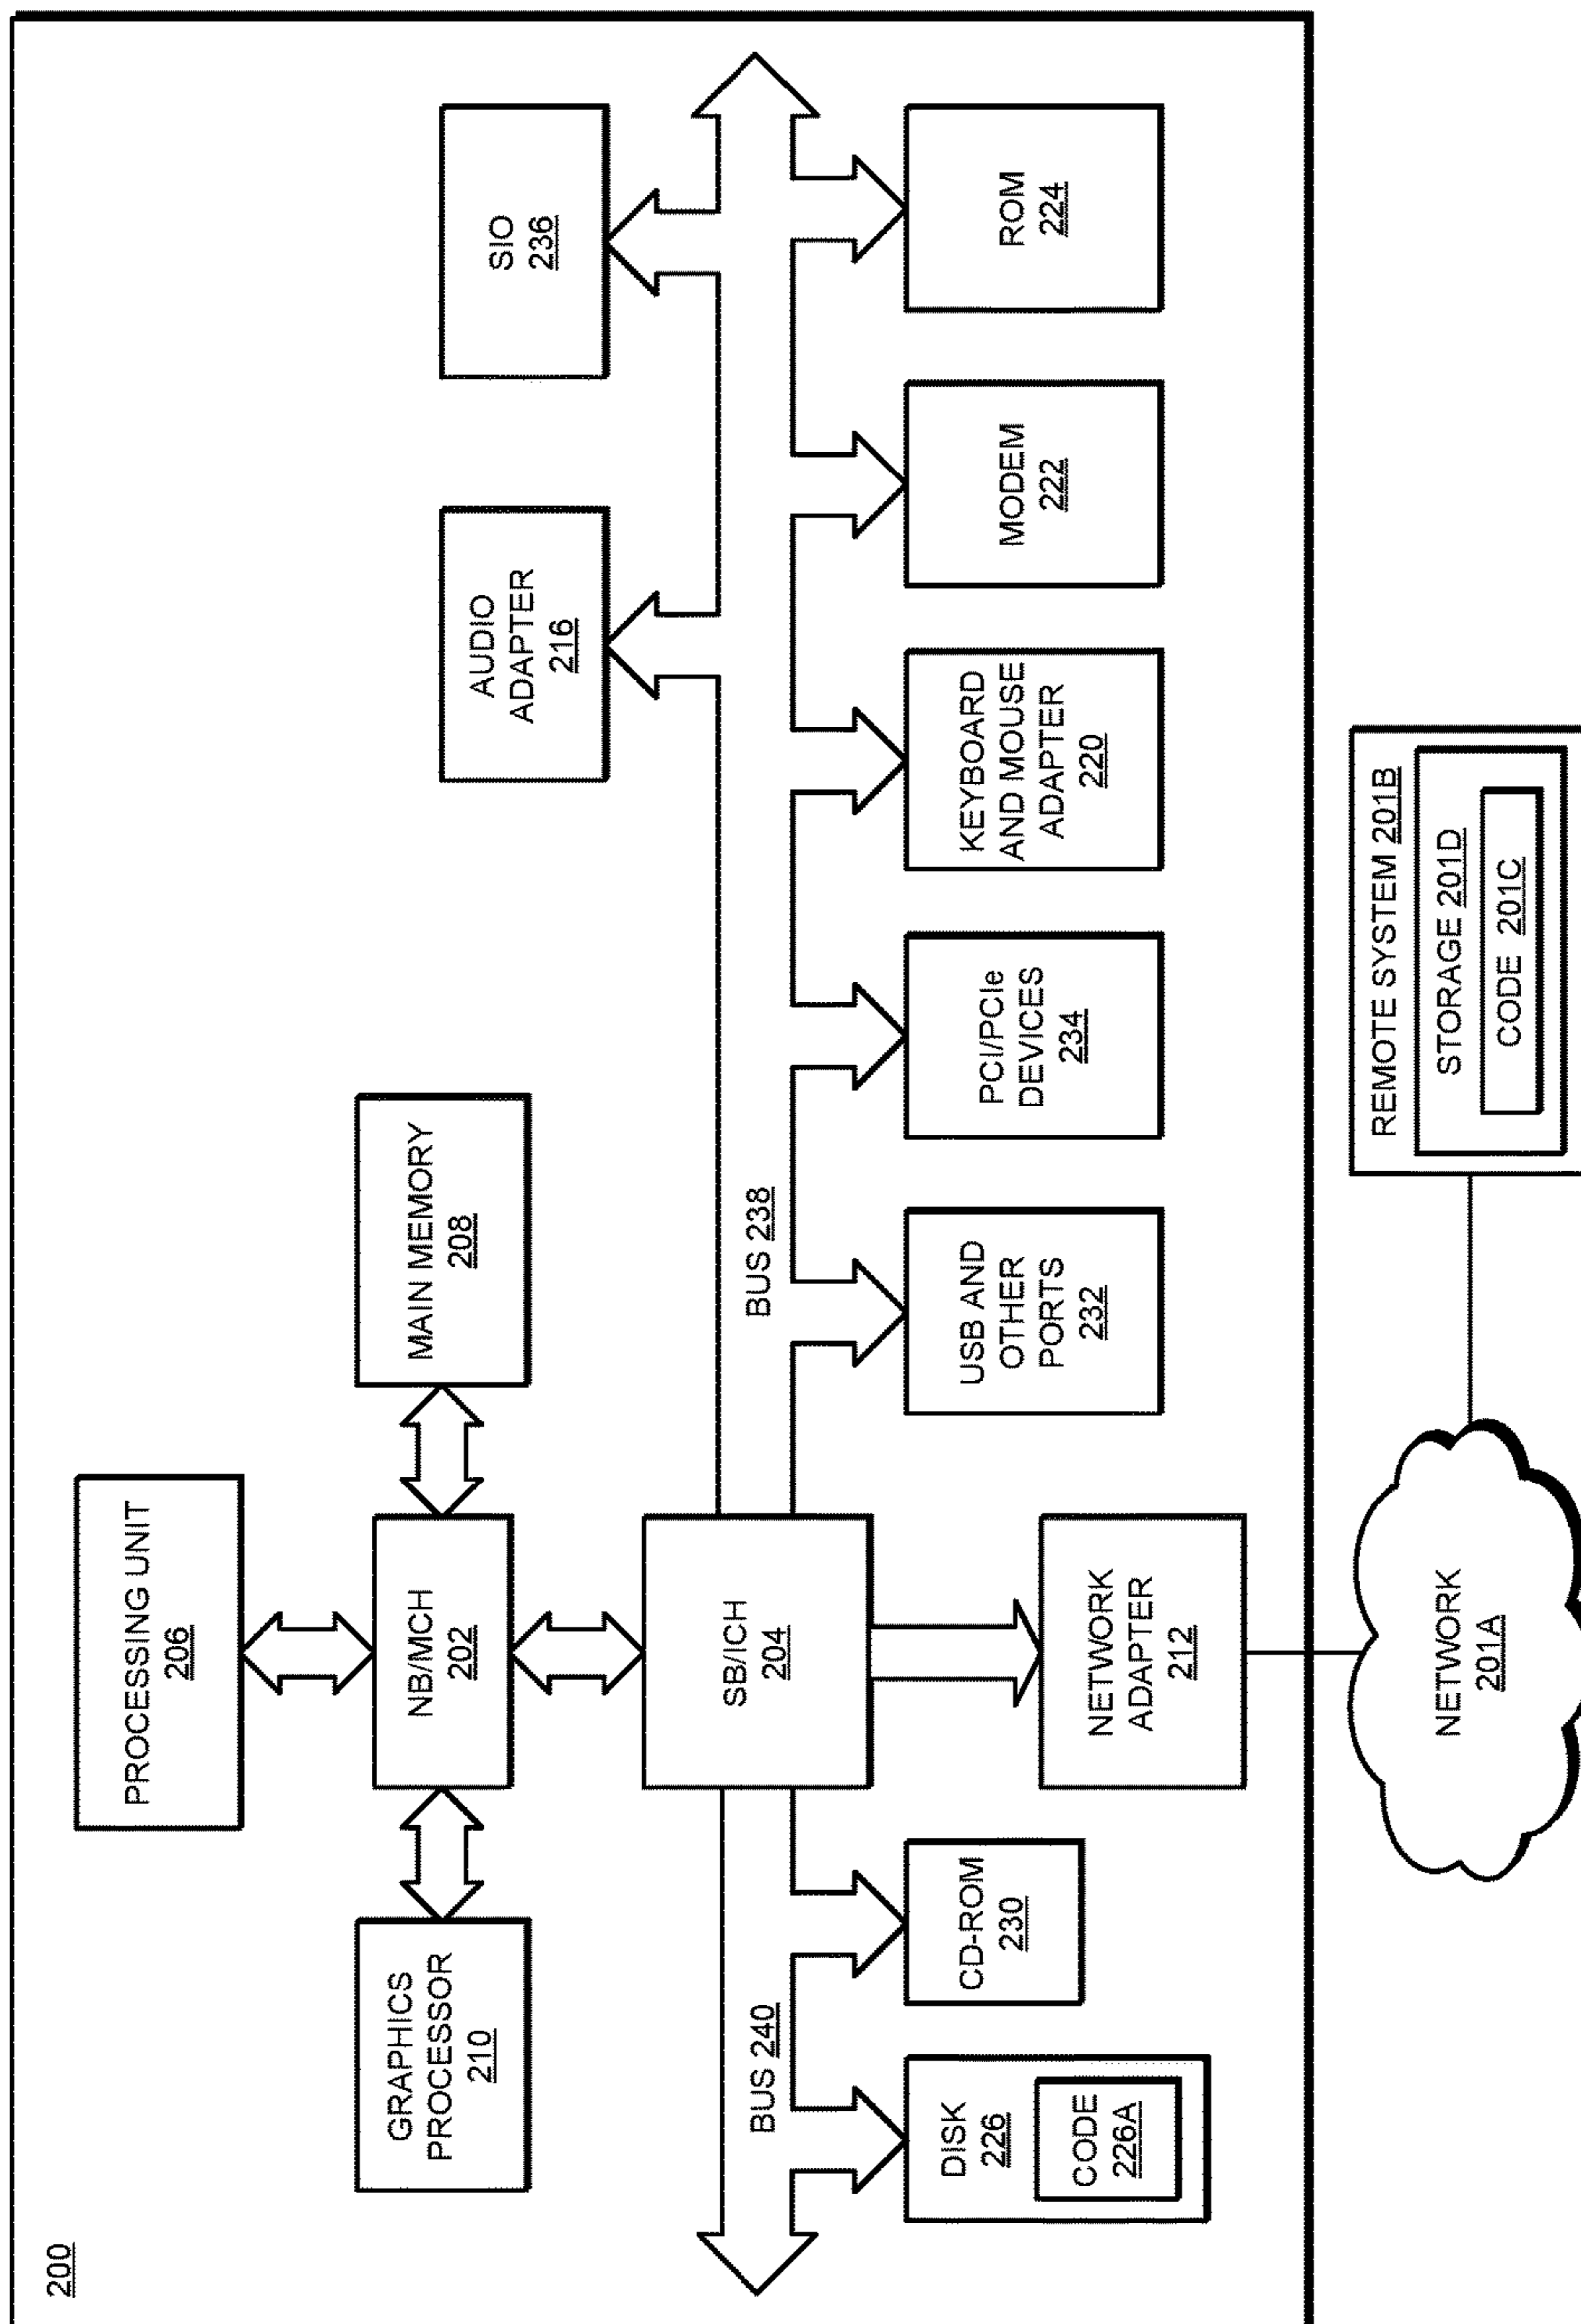 200
PROCESSING UNIT
206
GRAPHICS
PROCESSOR
210
NB/MCH
202
MAIN MEMORY
208
AUDIO
ADAPTER
216
SIO
236
SB/ICH
204
BUS 240
BUS 238
DISK
226
CODE
226A
CD-ROM
230
NETWORK
ADAPTER
212
USB AND
OTHER
PORTS
232
PCI/PCIe
DEVICES
234
KEYBOARD
AND MOUSE
ADAPTER
220
MODEM
222
ROM
224
NETWORK
201A
REMOTE SYSTEM 201B
STORAGE 201D
CODE 201C